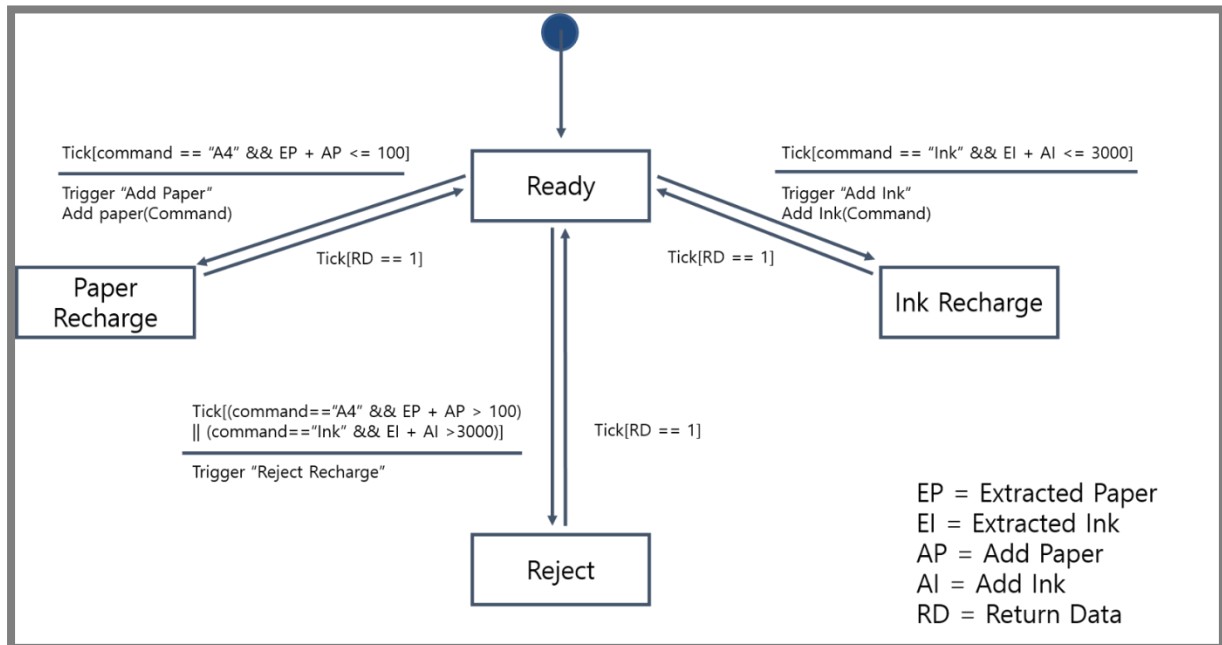 Tick[command == “A4” && EP + AP <= 100]
Trigger “Add Paper”
Add paper(Command)
Tick[command == “Ink” && EI + AI <= 3000]
Trigger “Add Ink”
Add Ink(Command)
Ready
Tick[RD == 1]
Tick[RD == 1]
Paper
Recharge
Ink Recharge
Tick[(command==“A4” && EP + AP > 100)
|| (command==“Ink” && EI + AI >3000)]
Trigger “Reject Recharge”
Tick[RD == 1]
Reject
EP = Extracted Paper
EI = Extracted Ink
AP = Add Paper
AI = Add Ink
RD = Return Data